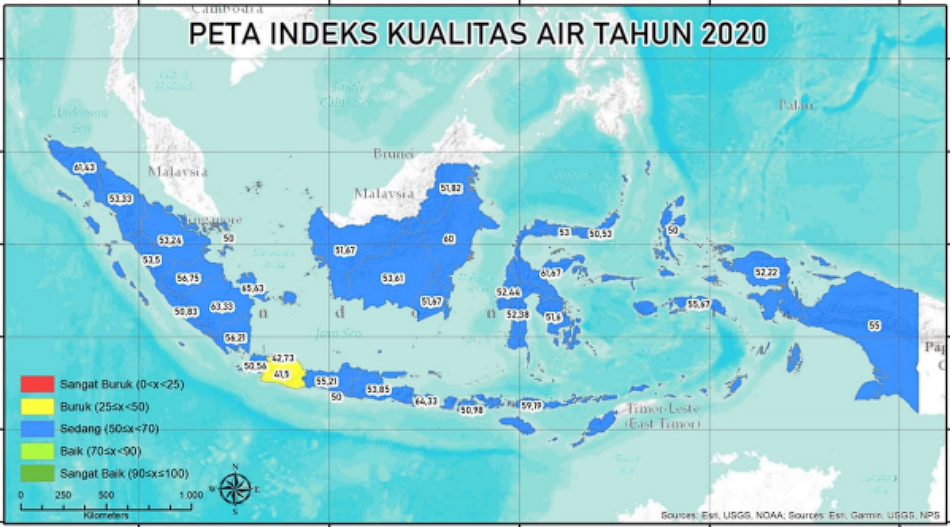 Cambodia
PETA INDEKS KUALITAS AIR TAHUN 2020
South
China Sea
Andaman
Sea
Palau
Brunei
Malaysia
Malaysia
Singapore
61,43
53,33
53,24
50
53,5
56,75
65,63
50,83
63,33
56,21
51,82
51,67
60
53,61
51,67
53
50,53
61,67
52,44
52,38
51,6
50
55,67
52,22
55
n d o n
Java Sea
50,56
42,73
41,5
55,21
50
53,85
64,33
50,98
59,19
Timor-Leste
(East Timor)
Sangat Buruk (0<x<25)
Buruk (25≤x<50)
Sedang (50≤x<70)
Baik (70≤x<90)
Sangat Baik (90≤x≤100)
0 250 500 1.000
Kilometers
N
W E
S
Sources: Esri, USGS, NOAA; Sources: Esri, Garmin, USGS, NPS